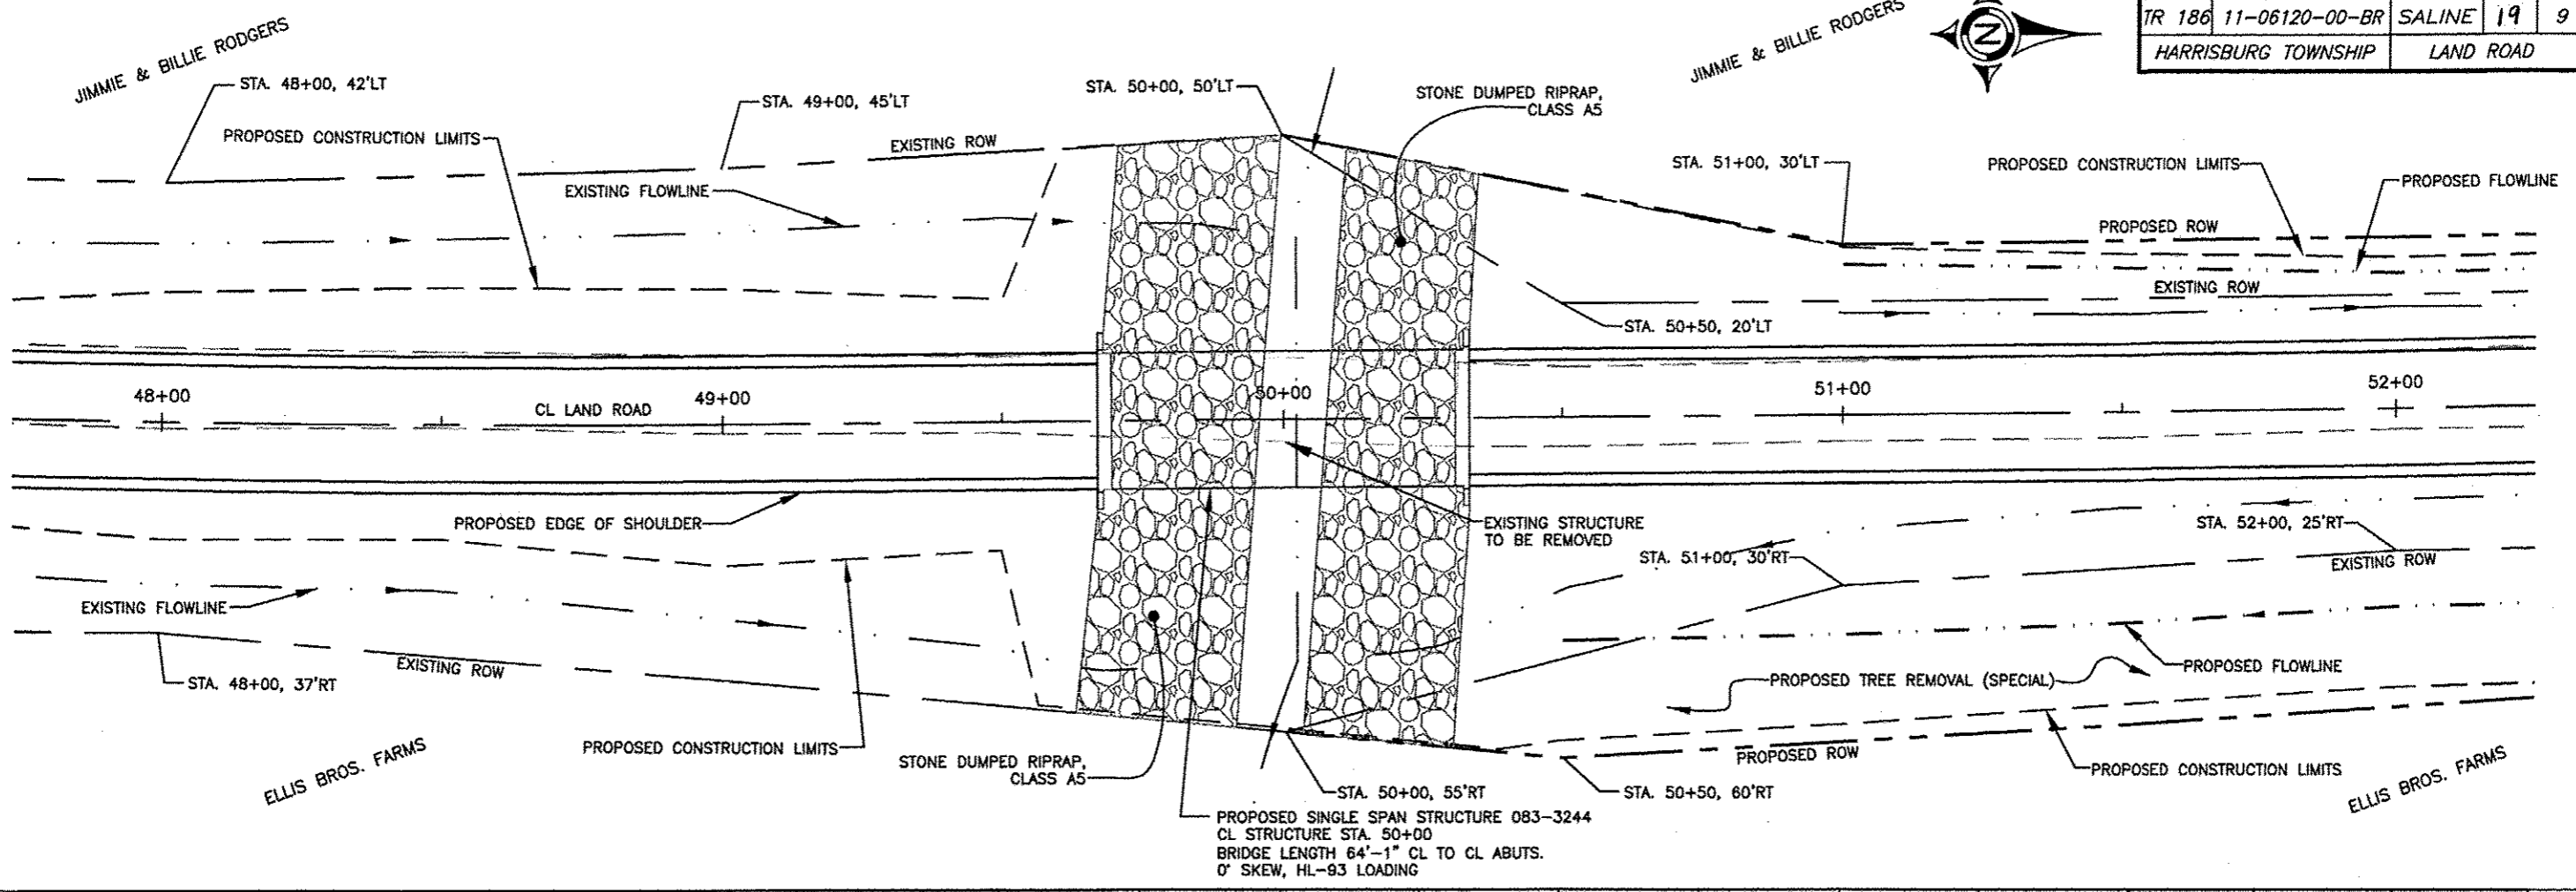 TR 186 11-06120-00-BR SALINE 19 9
HARRISBURG TOWNSHIP LAND ROAD
N
JIMMIE & BILLIE RODGERS
JIMMIE & BILLIE RODGERS
STA. 48+00, 42'LT
STA. 49+00, 45'LT
STA. 50+00, 50'LT
STONE DUMPED RIPRAP,
CLASS A5
PROPOSED CONSTRUCTION LIMITS
EXISTING ROW
EXISTING FLOWLINE
STA. 51+00, 30'LT
PROPOSED CONSTRUCTION LIMITS
PROPOSED FLOWLINE
PROPOSED ROW
EXISTING ROW
STA. 50+50, 20'LT
48+00
CL LAND ROAD
49+00
50+00
51+00
52+00
PROPOSED EDGE OF SHOULDER
EXISTING STRUCTURE
TO BE REMOVED
STA. 52+00, 25'RT
STA. 51+00, 30'RT
EXISTING ROW
EXISTING FLOWLINE
EXISTING ROW
STA. 48+00, 37'RT
PROPOSED FLOWLINE
PROPOSED TREE REMOVAL (SPECIAL)
PROPOSED CONSTRUCTION LIMITS
STONE DUMPED RIPRAP,
CLASS A5
PROPOSED ROW
PROPOSED CONSTRUCTION LIMITS
STA. 50+00, 55'RT
STA. 50+50, 60'RT
ELLIS BROS. FARMS
ELLIS BROS. FARMS
PROPOSED SINGLE SPAN STRUCTURE 083-3244
CL STRUCTURE STA. 50+00
BRIDGE LENGTH 64'-1" CL TO CL ABUTS.
0° SKEW, HL-93 LOADING